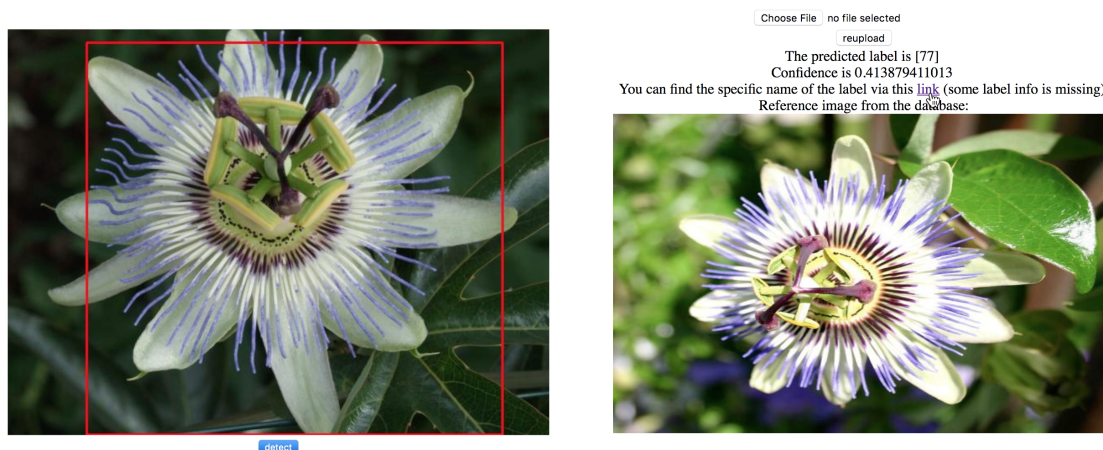 Choose File no file selected
reupload
The predicted label is [77]
Confidence is 0.413879411013
You can find the specific name of the label via this link (some label info is missing)
Reference image from the database:
detect